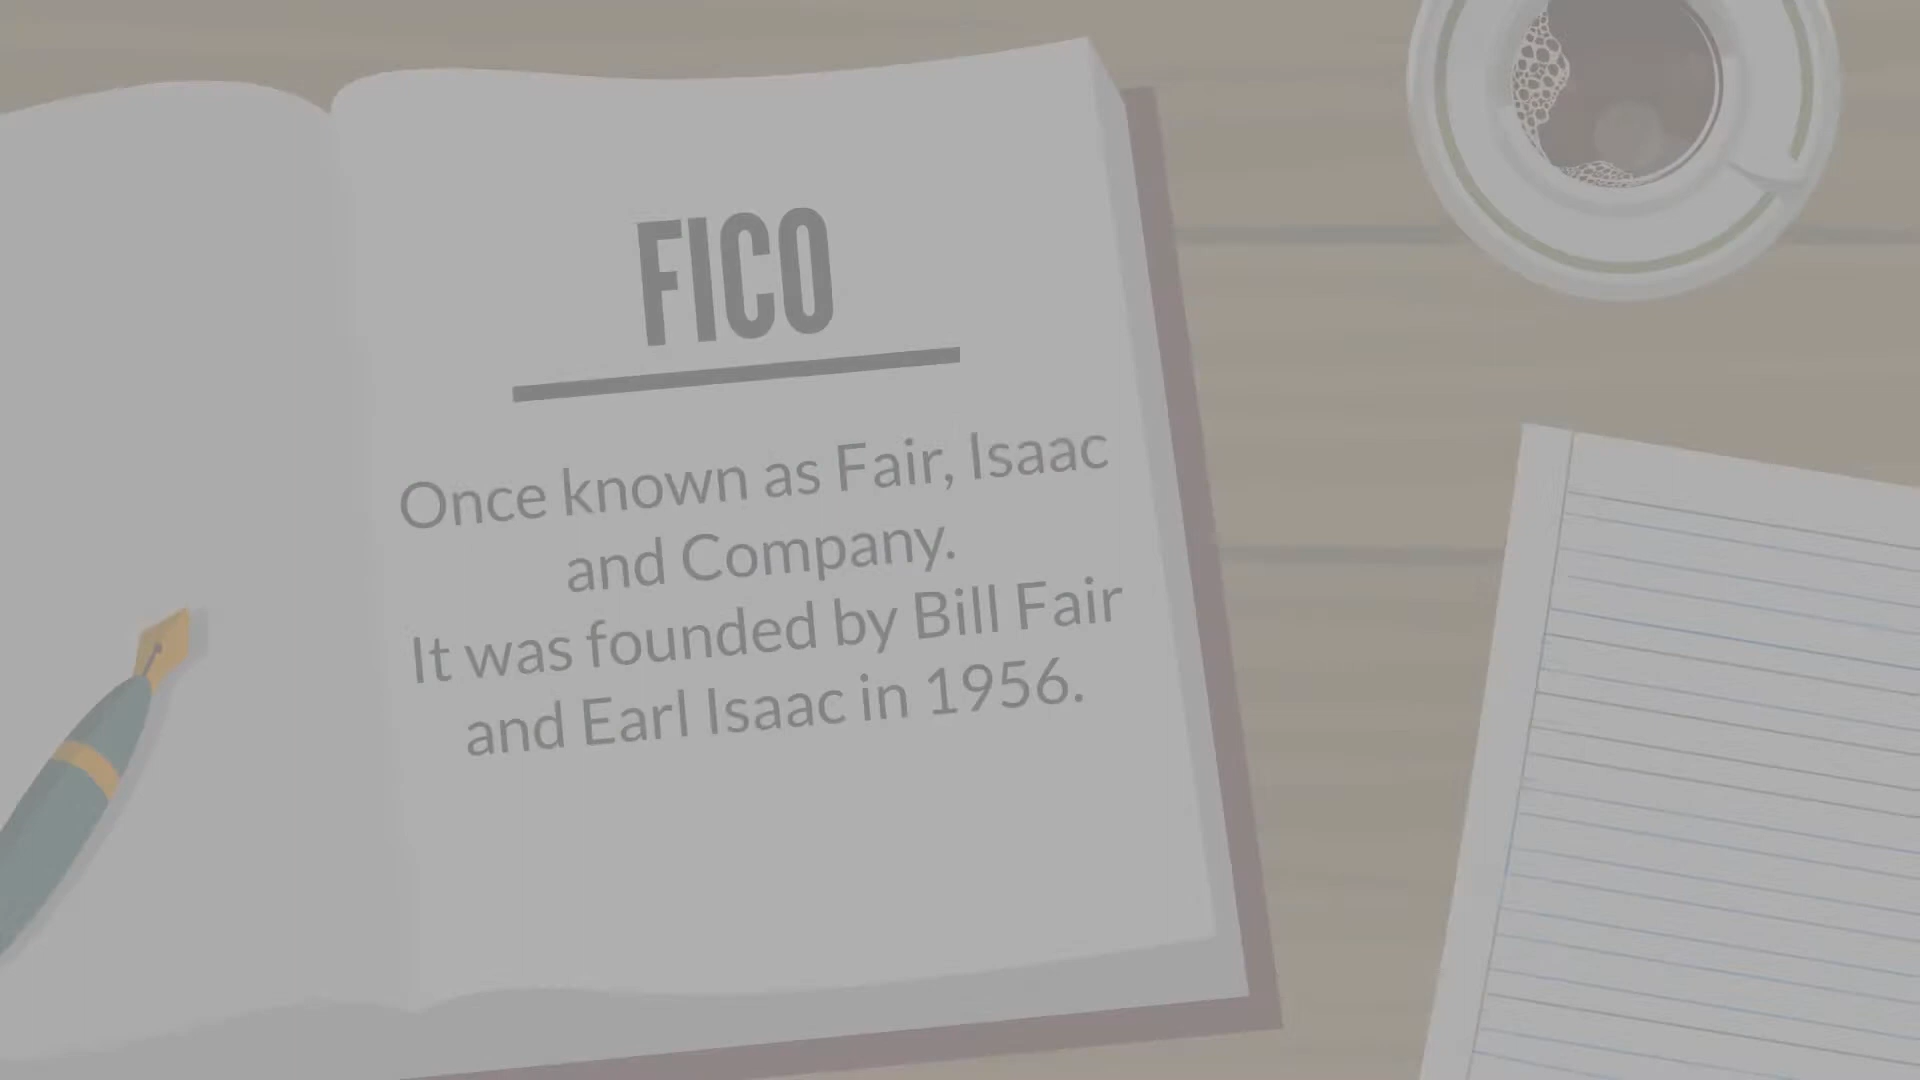 FICO
Once known as Fair, Isaac
and Company.
It was founded by Bill Fair
and Earl Isaac in 1956.